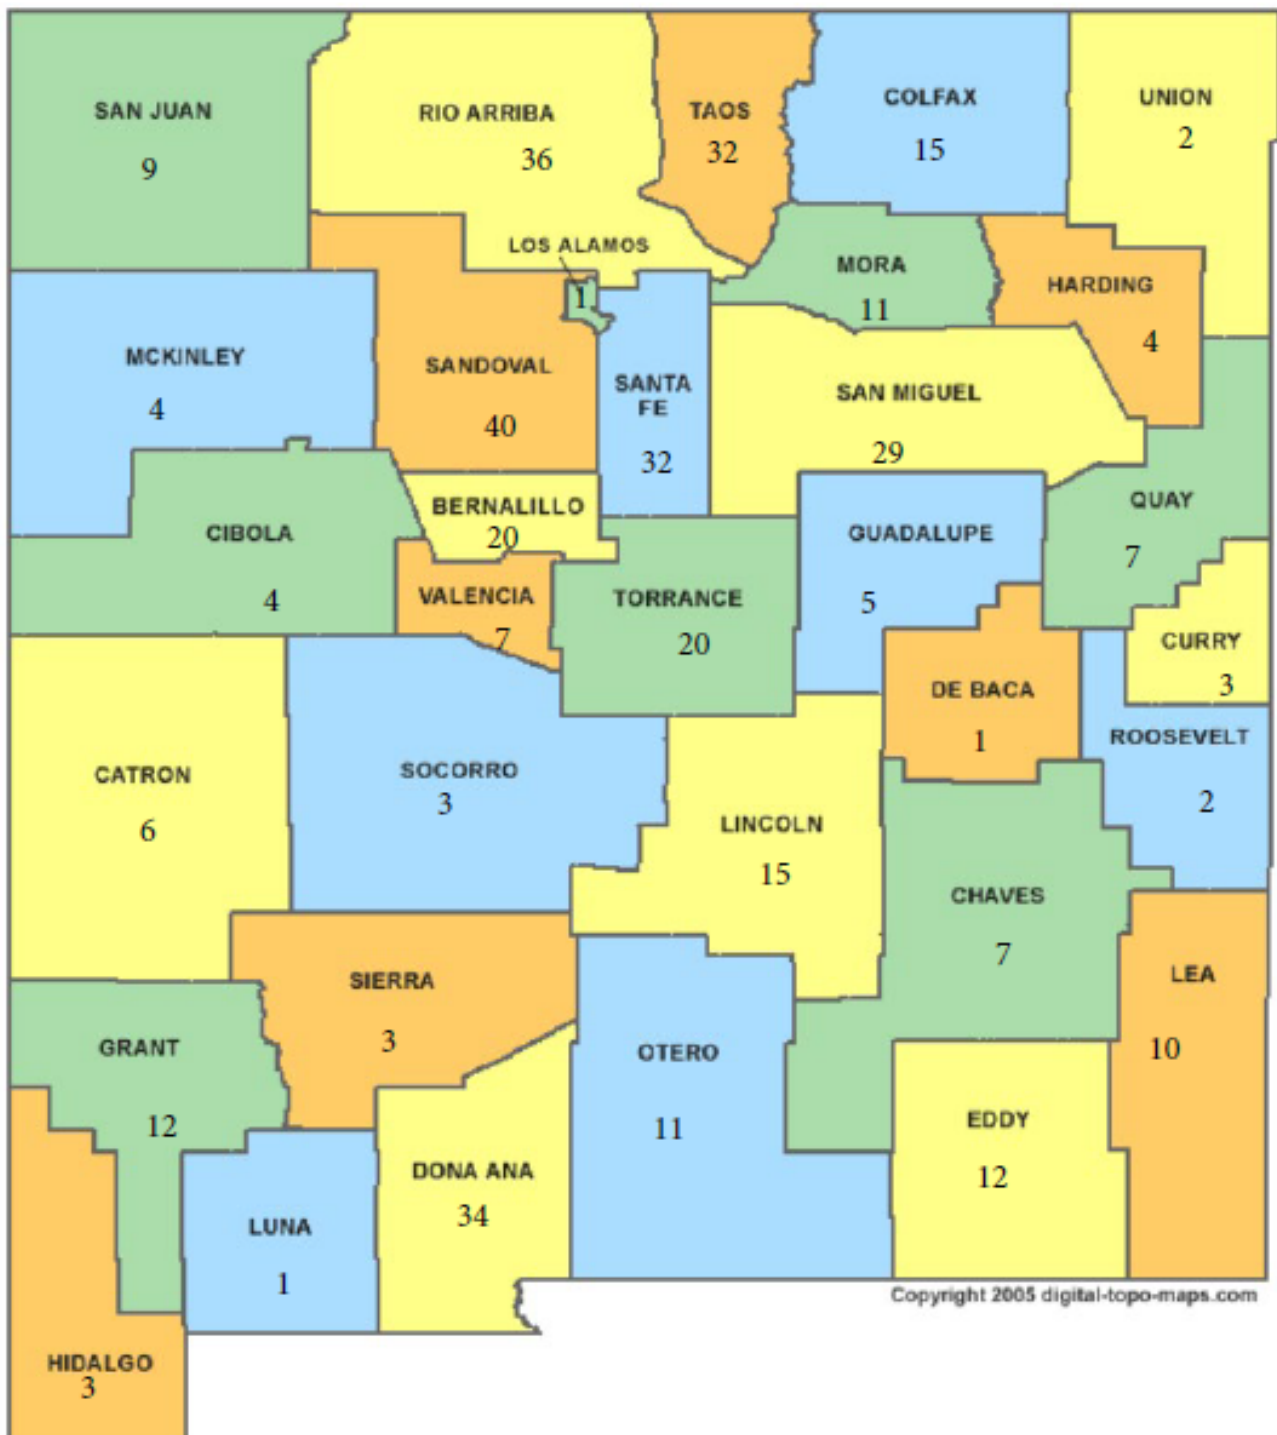 SAN JUAN
9
RIO ARRIBA
36
TAOS
32
COLFAX
15
UNION
2
LOS ALAMOS
1
MORA
11
HARDING
4
MCKINLEY
4
SANDOVAL
40
SANTA
FE
32
SAN MIGUEL
29
BERNALILLO
20
CIBOLA
4
GUADALUPE
5
QUAY
7
VALENCIA
7
TORRANCE
20
CURRY
3
DE BACA
1
ROOSEVELT
2
CATRON
6
SOCORRO
3
LINCOLN
15
CHAVES
7
SIERRA
3
LEA
10
GRANT
12
OTERO
11
EDDY
12
DONA ANA
34
LUNA
1
Copyright 2005 digital-topo-maps.com
HIDALGO
3